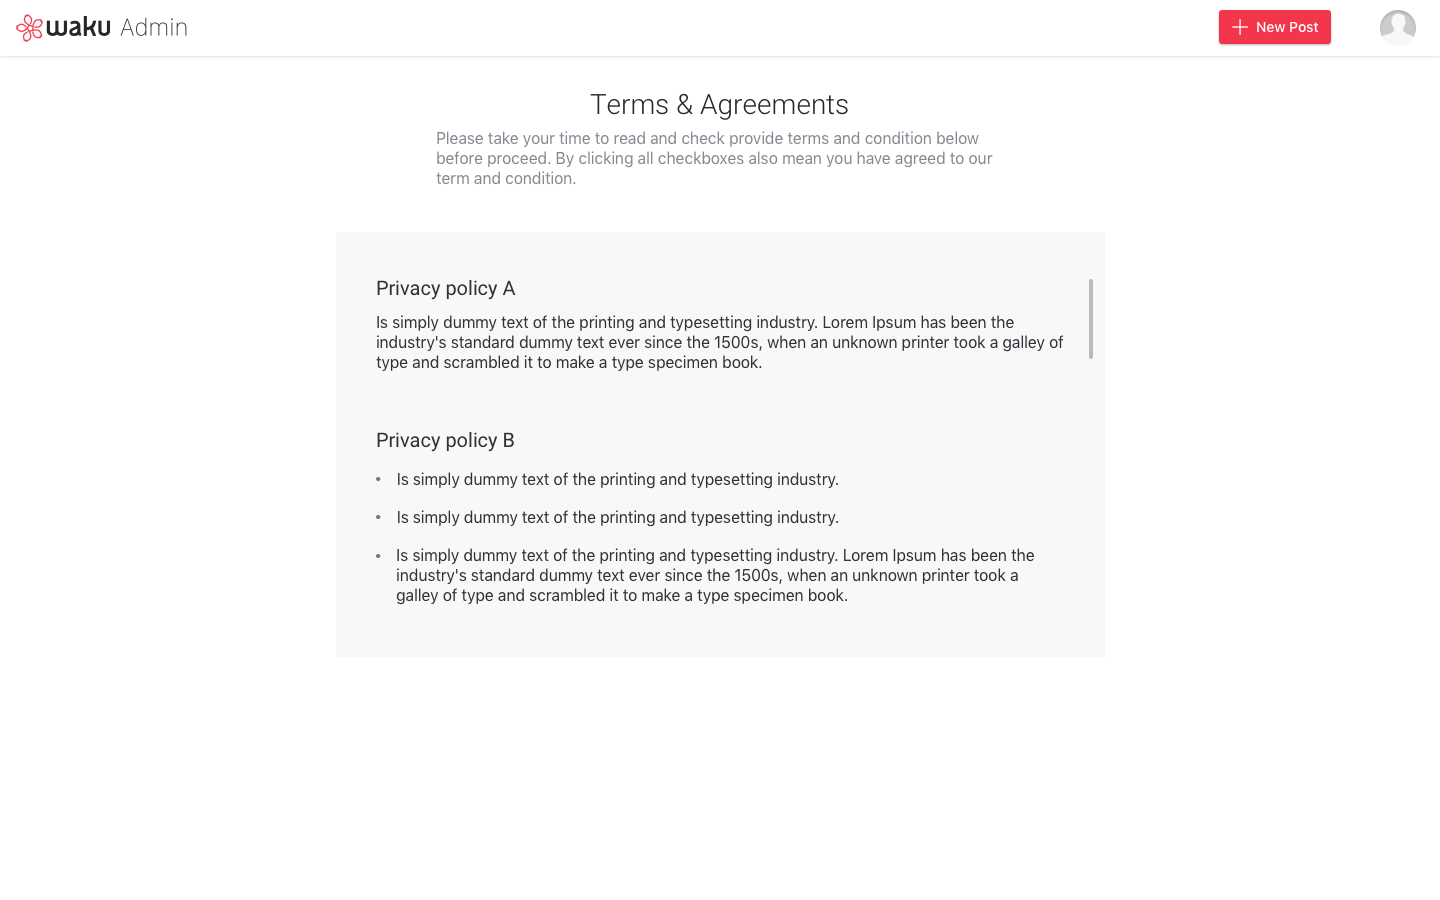 waku Admin
New Post
Terms & Agreements
Please take your time to read and check provide terms and condition below
before proceed. By clicking all checkboxes also mean you have agreed to our
term and condition.
Privacy policy A
Is simply dummy text of the printing and typesetting industry. Lorem Ipsum has been the
industry's standard dummy text ever since the 1500s, when an unknown printer took a galley of
type and scrambled it to make a type specimen book.
Privacy policy B
• Is simply dummy text of the printing and typesetting industry.
• Is simply dummy text of the printing and typesetting industry.
• Is simply dummy text of the printing and typesetting industry. Lorem Ipsum has been the
industry's standard dummy text ever since the 1500s, when an unknown printer took a
galley of type and scrambled it to make a type specimen book.